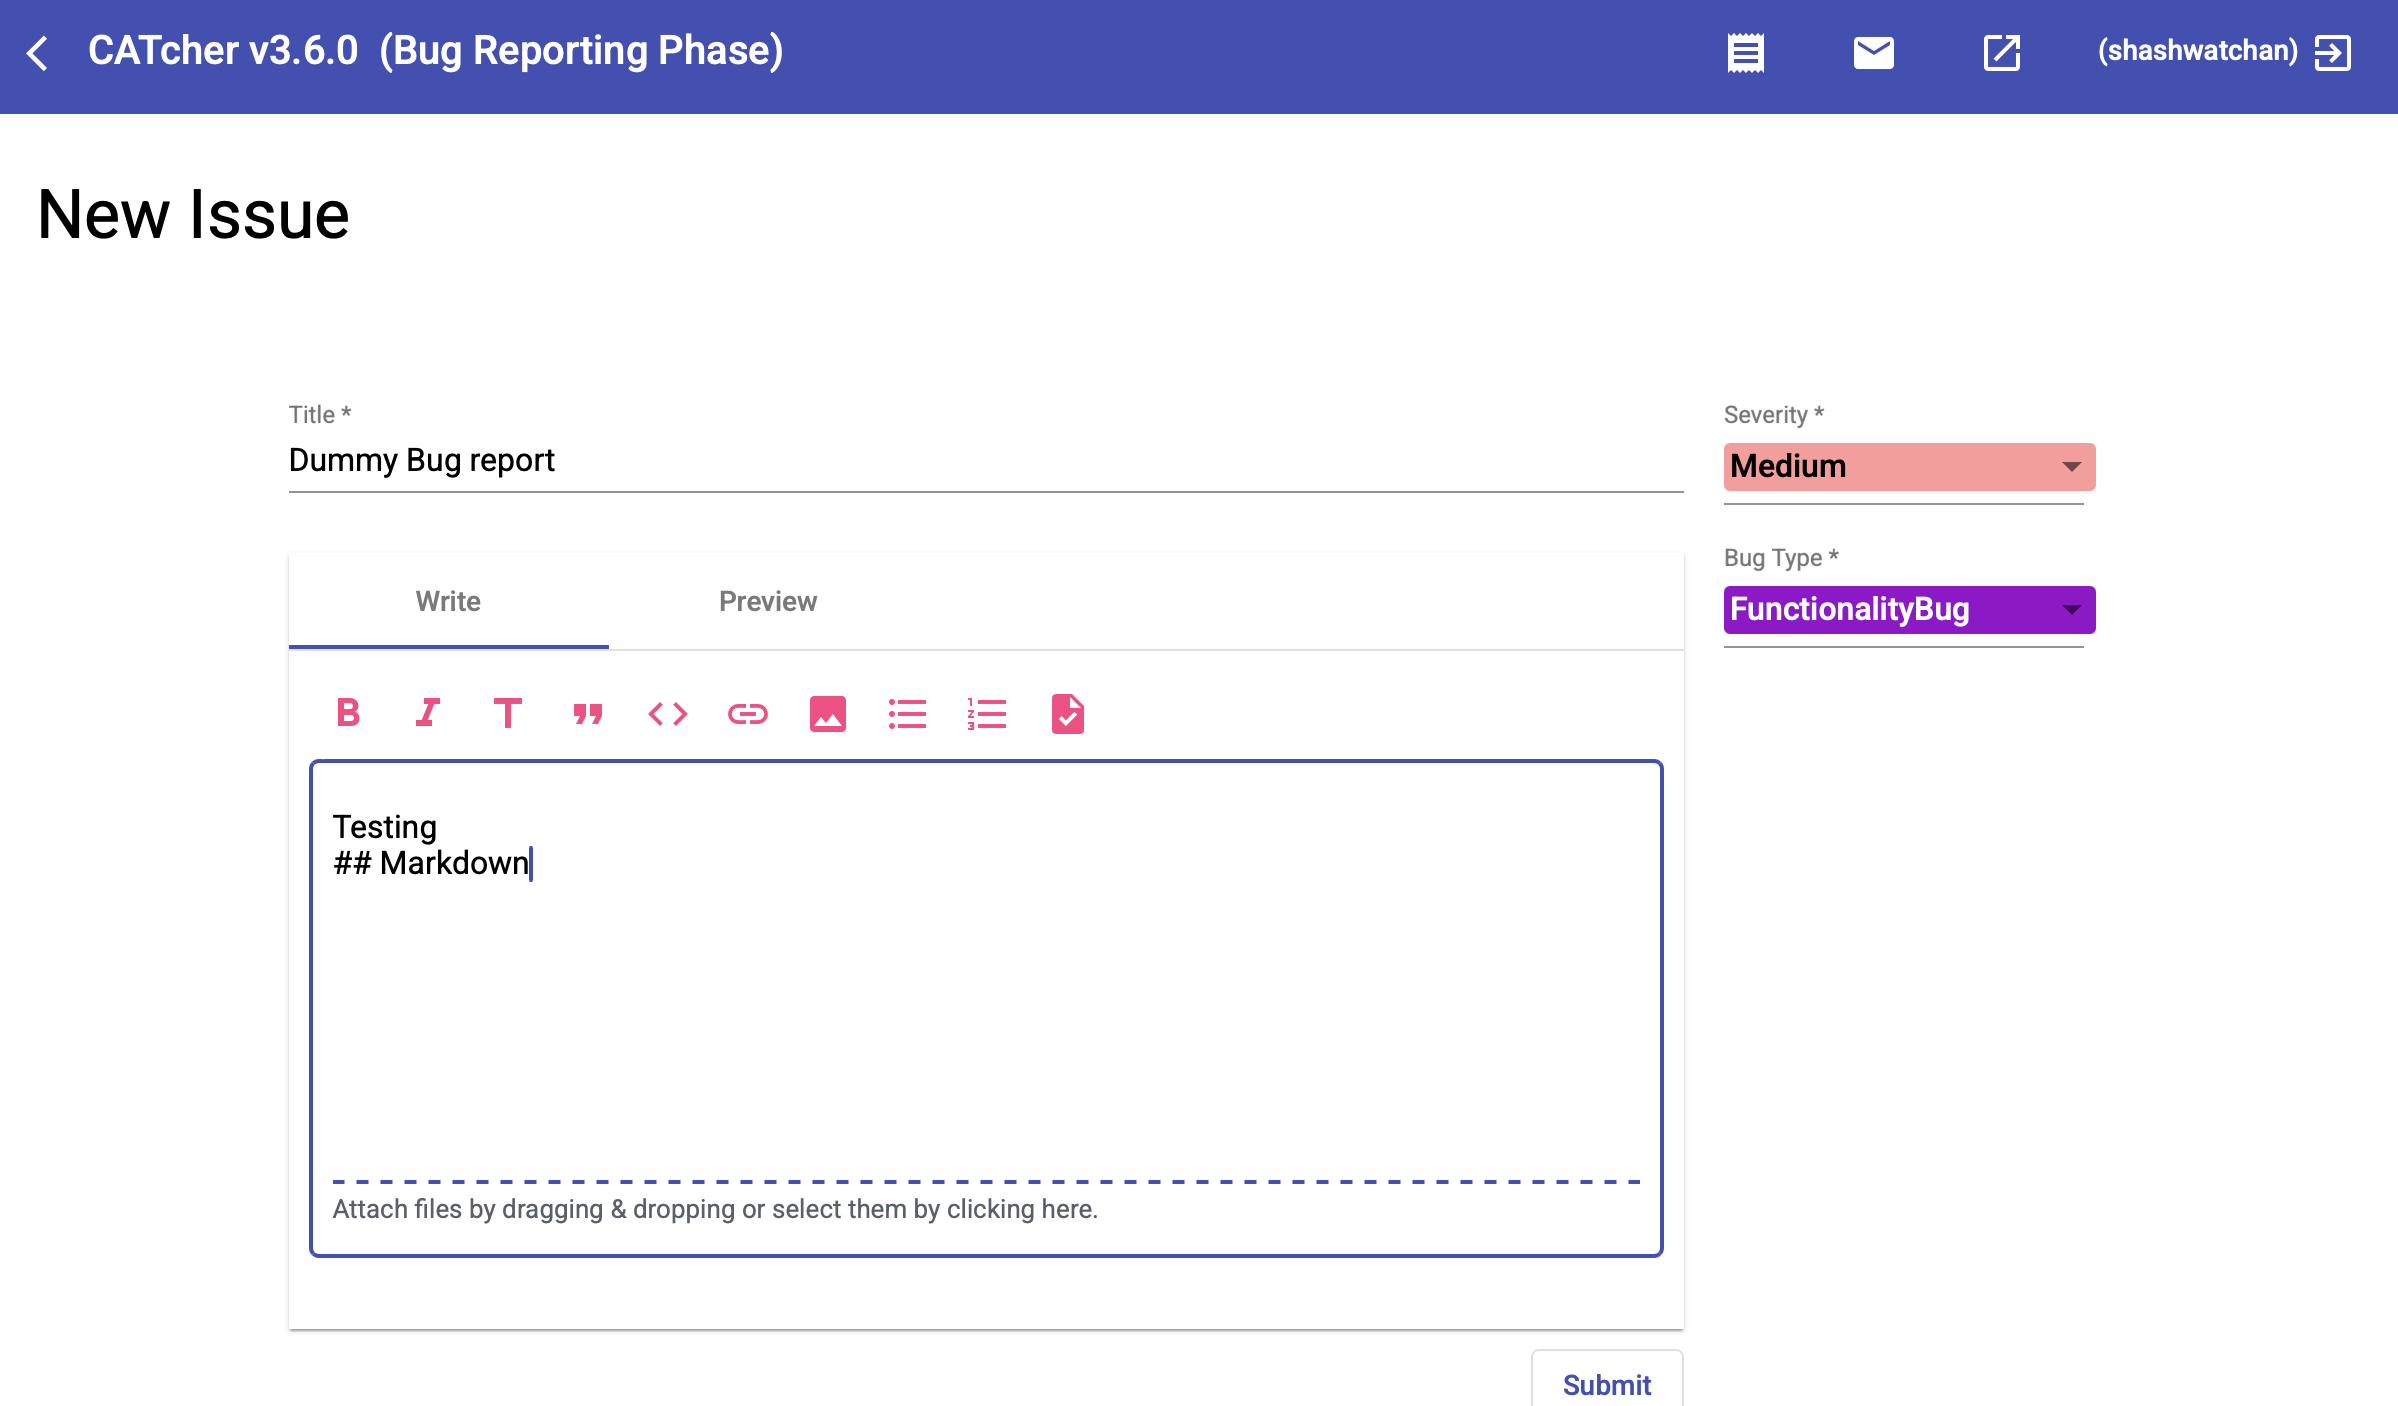 CATcher v3.6.0 (Bug Reporting Phase)
(shashwatchan)
New Issue
Title *
Dummy Bug report
Severity *
Medium
Bug Type *
FunctionalityBug
Write Preview
Testing
## Markdown
Attach files by dragging & dropping or select them by clicking here.
Submit